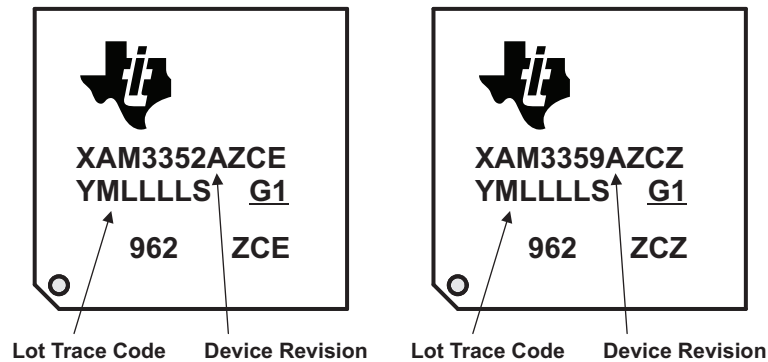 XAM3352AZCE
YMLLLLS G1
962 ZCE
Lot Trace Code Device Revision
XAM3359AZCZ
YMLLLLS G1
962 ZCZ
Lot Trace Code Device Revision